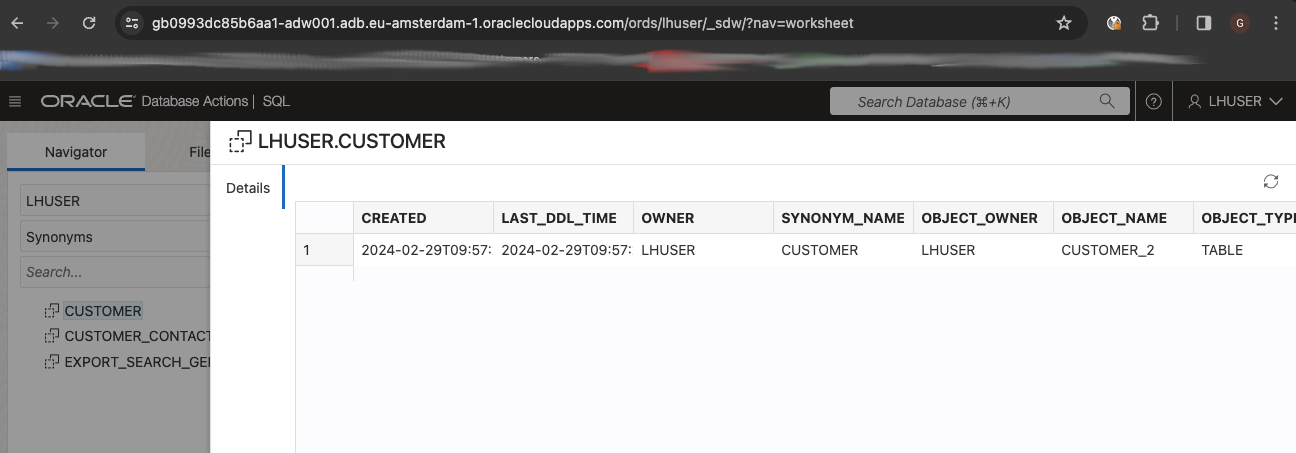 gb0993dc85b6aa1-adw001.adb.eu-amsterdam-1.oraclecloudapps.com/ords/lhuser/_sdw/?nav=worksheet
G
ORACLE Database Actions | SQL
Search Database (⌘+K)
?
LHUSER
Navigator
File
LHUSER.CUSTOMER
Details
LHUSER
Synonyms
Search...
CUSTOMER
CUSTOMER_CONTACT
EXPORT_SEARCH_GE
CREATED LAST_DDL_TIME OWNER SYNONYM_NAME OBJECT_OWNER OBJECT_NAME OBJECT_TYPE
1 2024-02-29T09:57: 2024-02-29T09:57: LHUSER CUSTOMER LHUSER CUSTOMER_2 TABLE